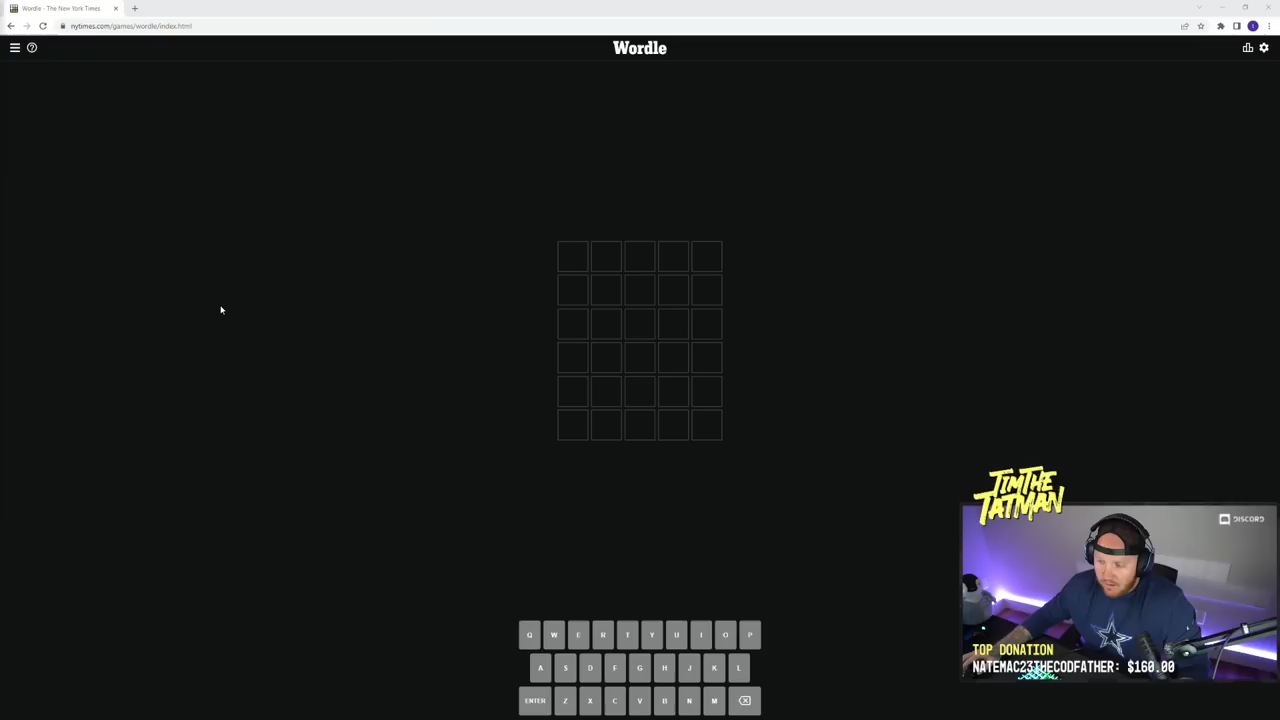 Wordle - The New York Times
nytimes.com/games/wordle/index.html
Wordle
TIMTHE
TATMAN
DISCORD
TOP DONATION
NATEMAC23THECODFATHER: $160.00
Q W E R T Y U I O P
A S D F G H J K L
ENTER Z X C V B N M